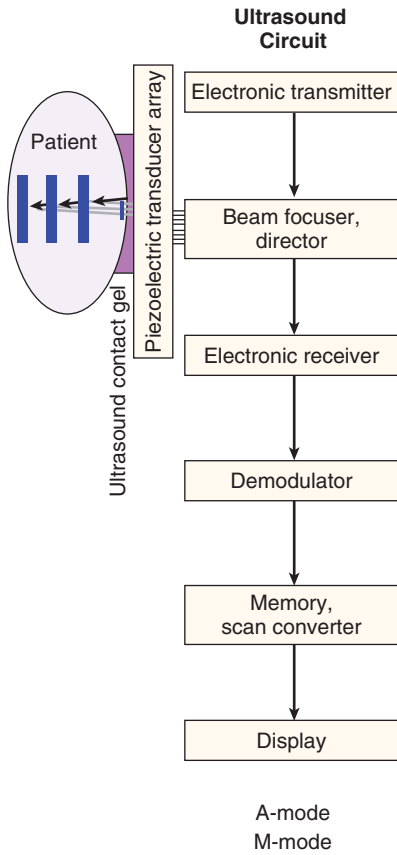 Ultrasound
Circuit
Electronic transmitter
Patient
Piezoelectric transducer array
Beam focuser,
director
Ultrasound contact gel
Electronic receiver
Demodulator
Memory,
scan converter
Display
A-mode
M-mode